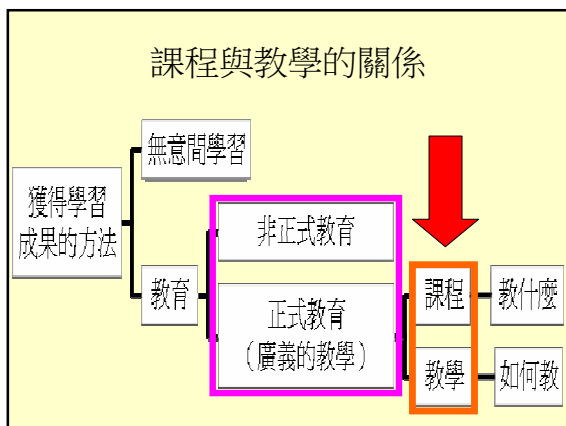 課程與教學的關係
無意間學習
獲得學習
成果的方法
教育
非正式教育
正式教育
（廣義的教學）
課程
教什麼
教學
如何教